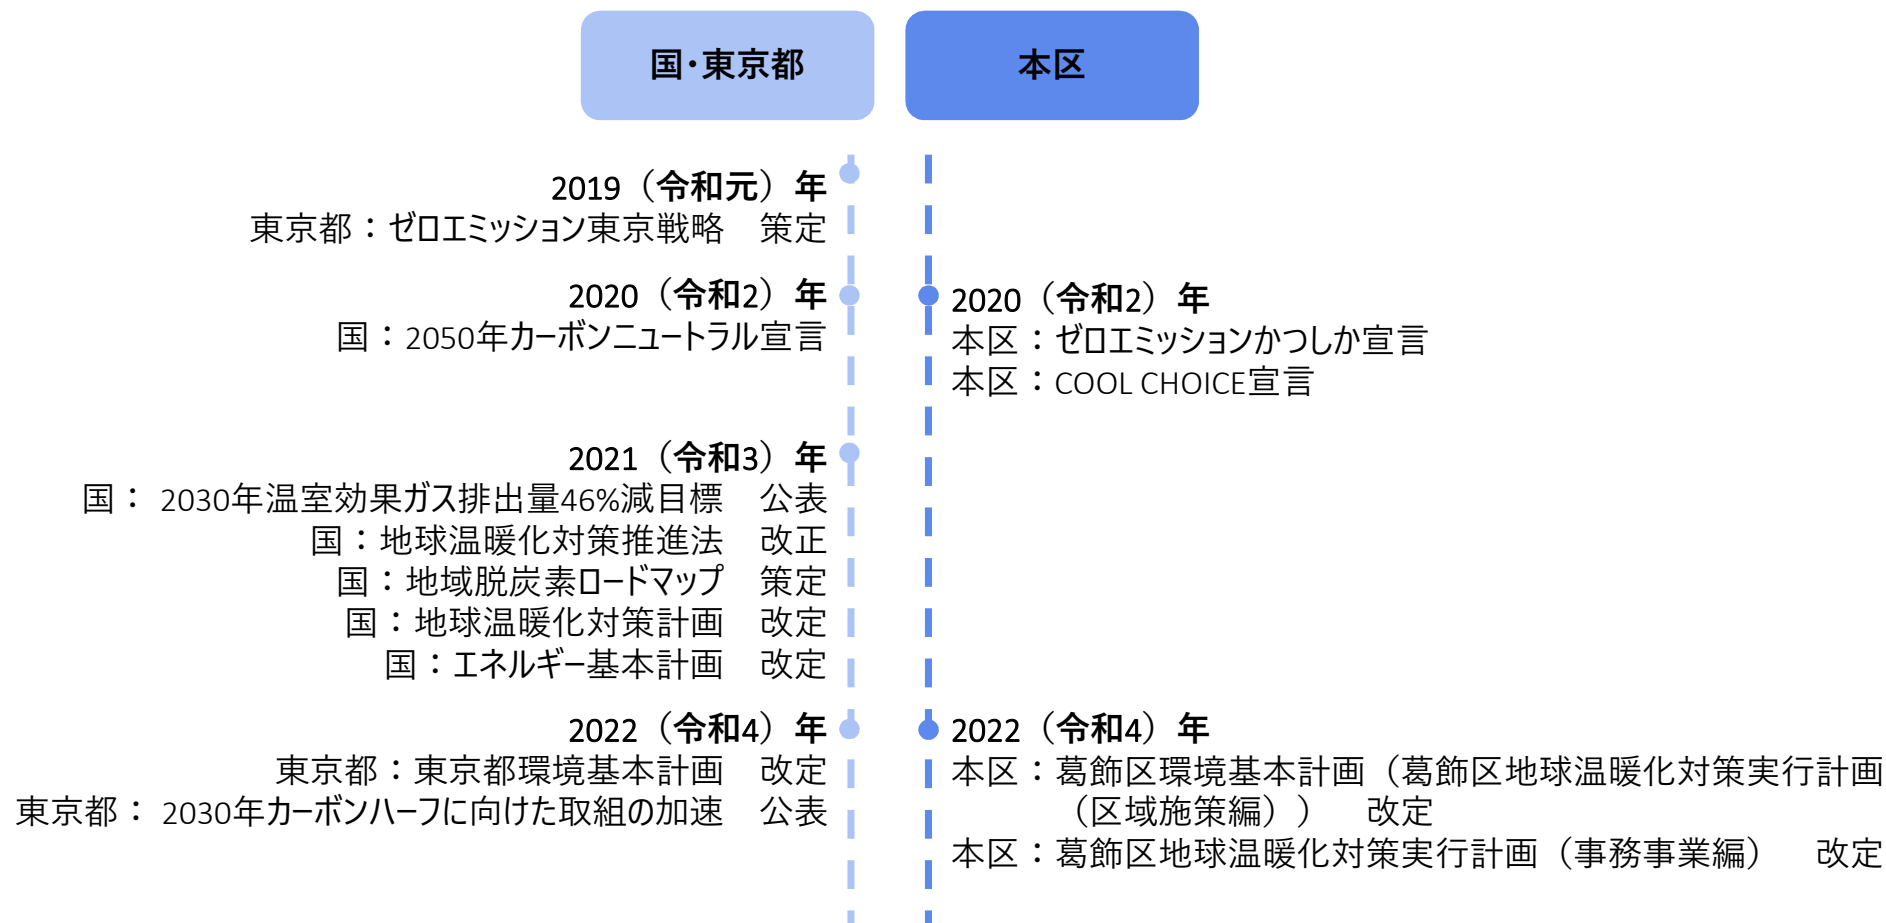 国・東京都
本区
2019（令和元）年
東京都：ゼロエミッション東京戦略　策定
2020（令和2）年
国：2050年カーボンニュートラル宣言
2020（令和2）年
本区：ゼロエミッションかつしか宣言
本区：COOL CHOICE宣言
2021（令和3）年
国： 2030年温室効果ガス排出量46%減目標　公表
国：地球温暖化対策推進法　改正
国：地域脱炭素ロードマップ　策定
国：地球温暖化対策計画　改定
国：エネルギー基本計画　改定
2022（令和4）年
東京都：東京都環境基本計画　改定
東京都： 2030年カーボンハーフに向けた取組の加速　公表
2022（令和4）年
本区：葛飾区環境基本計画（葛飾区地球温暖化対策実行計画
（区域施策編））　改定
本区：葛飾区地球温暖化対策実行計画（事務事業編）　改定